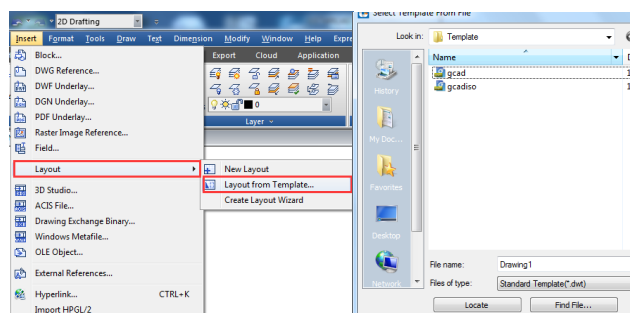 2D Drafting
Insert Format Tools Draw Text Dimension Modify Window Help Expre
Block...
DWG Reference...
DWF Underlay...
DGN Underlay...
PDF Underlay...
Raster Image Reference...
Field...
Layout
3D Studio...
ACIS File...
Drawing Exchange Binary...
Windows Metafile...
OLE Object...
External References...
Hyperlink... CTRL+K
Import HPGL/2
Export Cloud Application
0
Layer
New Layout
Layout from Template...
Create Layout Wizard
Select Template From File
Look in: Template
Name
gcad
gcadiso
History
My Doc...
Favorites
Desktop
Network
File name: Drawing1
Files of type: Standard Template(*.dwt)
Locate Find File...